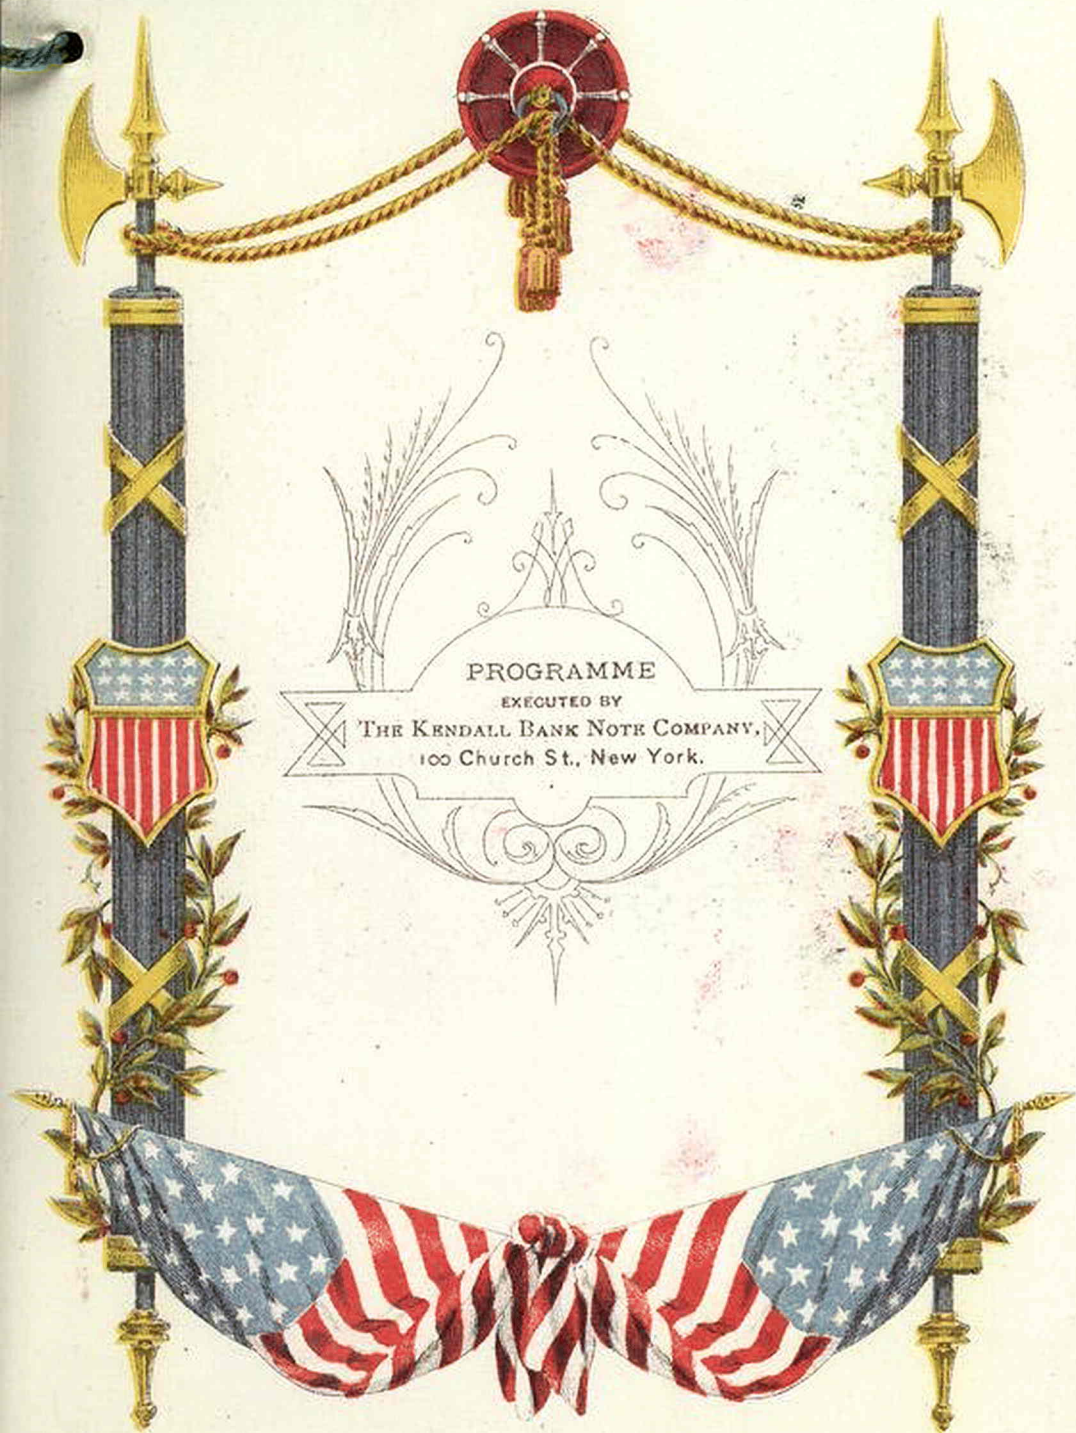 PROGRAMME
EXECUTED BY
THE KENDALL BANK NOTE COMPANY,
100 Church St., New York.